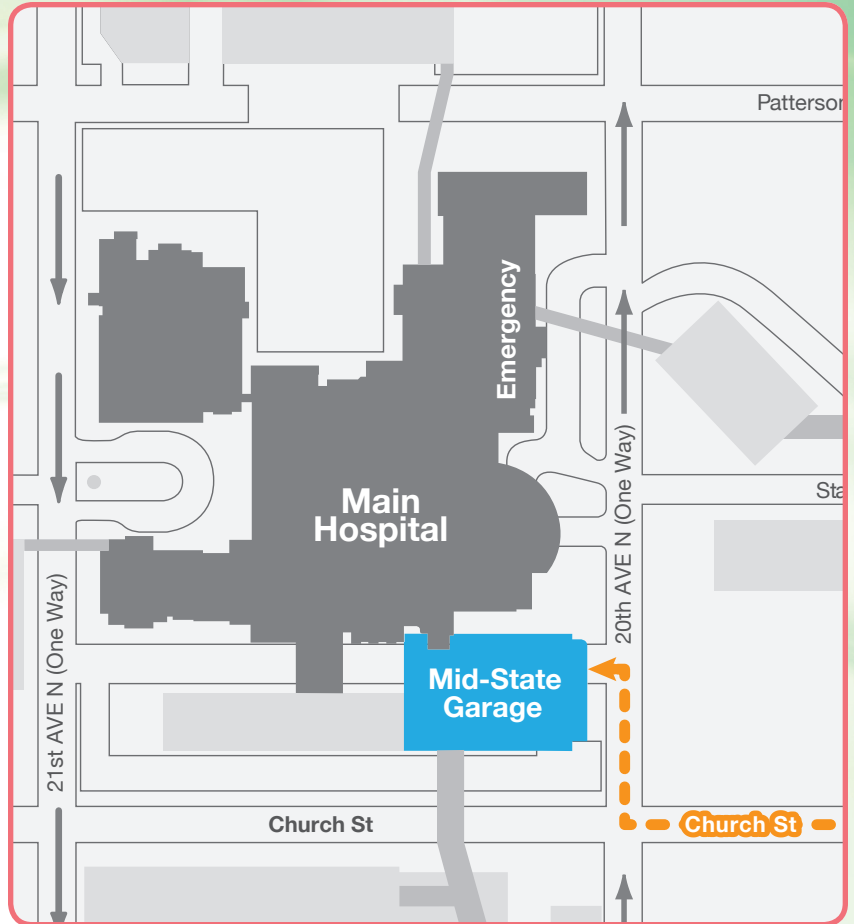 Patterson
Emergency
Main
Hospital
20th AVE N (One Way)
Sta
21st AVE N (One Way)
Mid-State
Garage
Church St
Church St